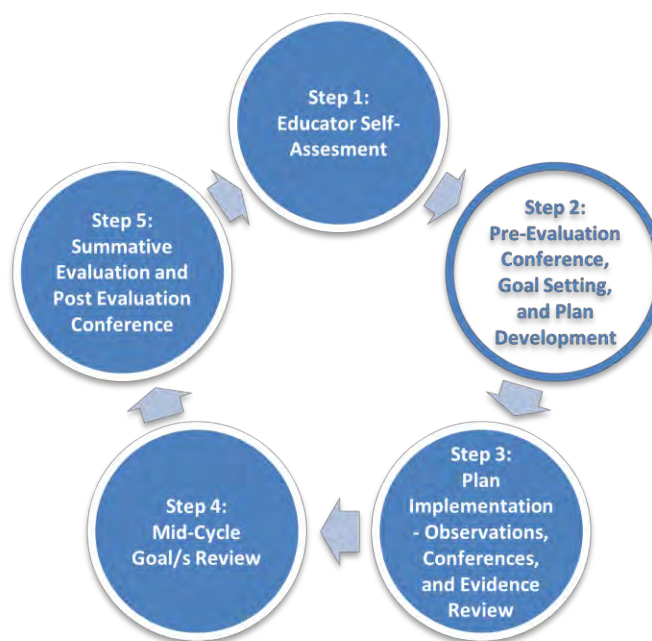 Step 1:
Educator Self-
Assesment
Step 2:
Pre-Evaluation
Conference,
Goal Setting,
and Plan
Development
Step 3:
Plan
Implementation
- Observations,
Conferences,
and Evidence
Review
Step 4:
Mid-Cycle
Goal/s Review
Step 5:
Summative
Evaluation and
Post Evaluation
Conference